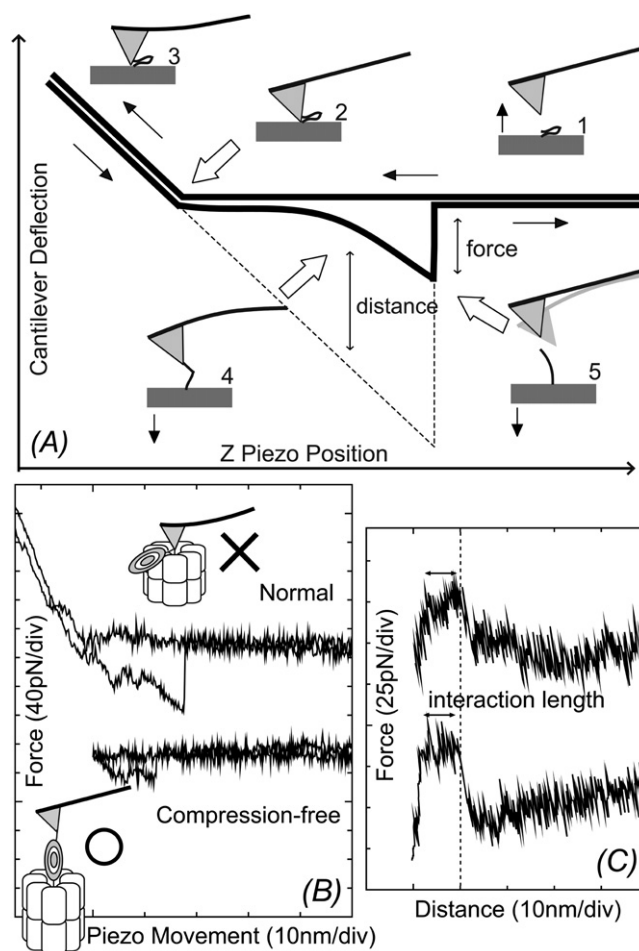 3
2
1
Cantilever Deflection
force
distance
4
5
(A)
Z Piezo Position
Normal
Force (40pN/div)
Compression-free
(B)
Piezo Movement (10nm/div)
Force (25pN/div)
interaction length
(C)
Distance (10nm/div)